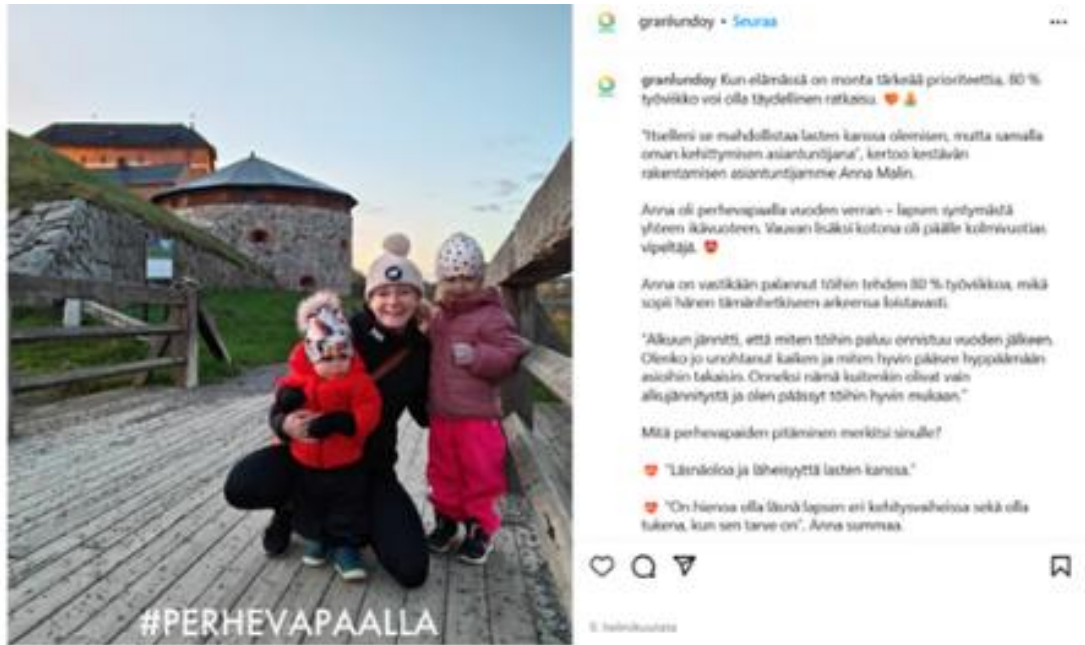 granlundoy • Seuraa
granlundoy Kun elämässä on monta tärkeää prioriteettia, 80 %
työviikko voi olla täydellinen ratkaisu.
"Itselleni se mahdollistaa lasten kanssa olemisen, mutta samalla
oman kehittymisen asiantuntijana", kertoo kestävän
rakentamisen asiantuntijamme Anna Malin.
Anna oli perhevapaalla vuoden verran – lapsen syntymästä
yhteen ikävuoteen. Vauvan lisäksi kotona oli päälle kolmivuotias
vipeltäjä.
Anna on vastikään palannut töihin tehden 80 % työviikkoa, mikä
sopii hänen tämänhetkiseen arkeensa loistavasti.
"Alkuun jännitti, että miten töihin paluu onnistuu vuoden jälkeen.
Olenko jo unohtanut kaiken ja miten hyvin pääsee hyppäämään
asioihin takaisin. Onneksi nämä kuitenkin olivat vain
alkujännitystä ja olen päässyt töihin hyvin mukaan."
Mitä perhevapaiden pitäminen merkitsi sinulle?
"Läsnäoloa ja läheisyyttä lasten kanssa."
"On hienoa olla läsnä lapsen eri kehitysvaiheissa sekä olla
tukena, kun sen tarve on", Anna summaa.
#PERHEVAPAALLA
helmikuuta